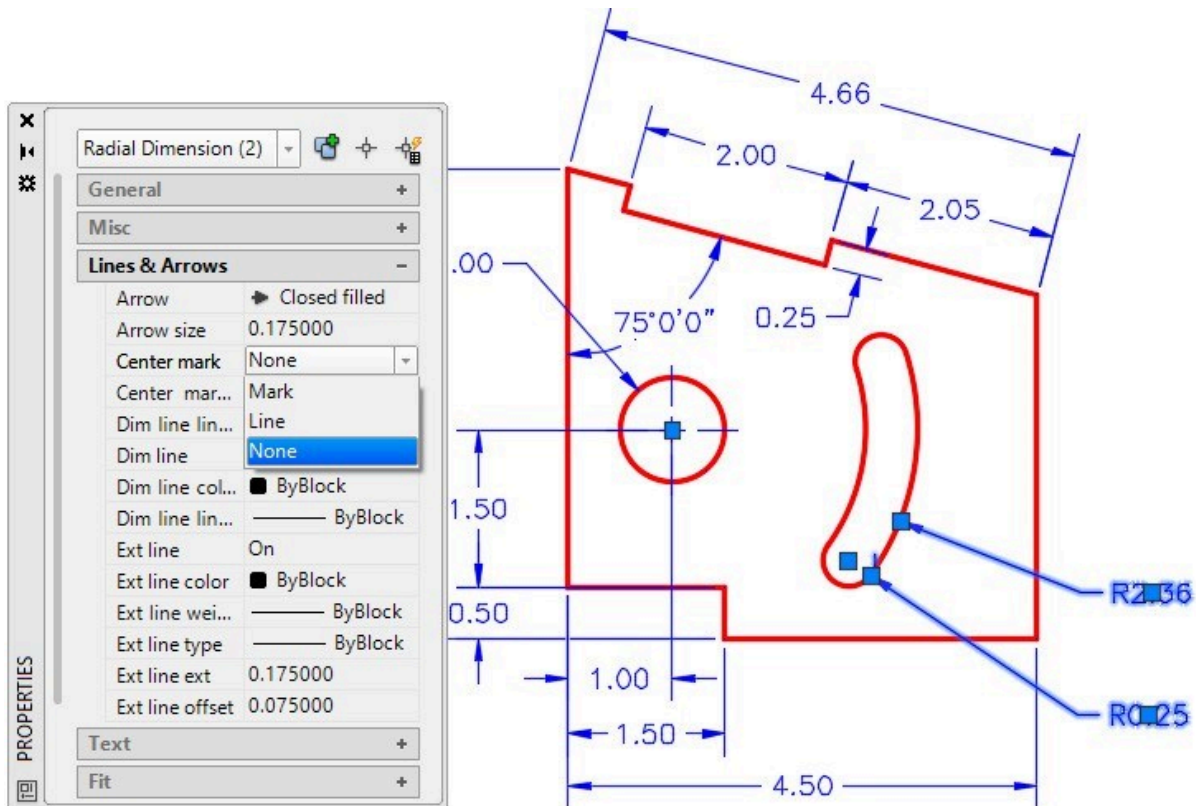 Radial Dimension (2)
General
Misc
Lines & Arrows
Arrow Closed filled
Arrow size 0.175000
Center mark None
Center mar... Mark
Dim line lin... Line
Dim line None
Dim line col... ByBlock
Dim line lin... ByBlock
Ext line On
Ext line color ByBlock
Ext line wei... ByBlock
Ext line type ByBlock
Ext line ext 0.175000
Ext line offset 0.075000
Text
Fit
PROPERTIES
4.66
2.00
2.05
.00
75°0'0"
0.25
1.50
0.50
R2.36
1.00
R0.25
1.50
4.50